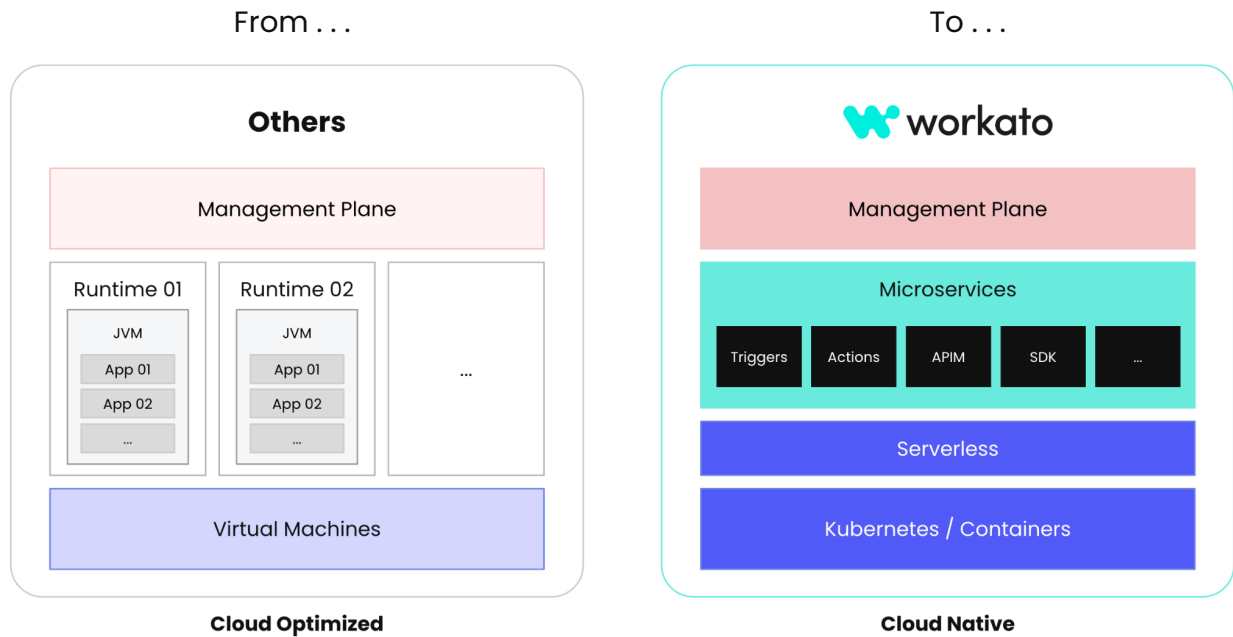 From . . .
Others
Management Plane
Runtime 01
JVM
App 01
App 02
...
Runtime 02
JVM
App 01
App 02
...
...
Virtual Machines
Cloud Optimized
To . . .
workato
Management Plane
Microservices
Triggers
Actions
APIM
SDK
...
Serverless
Kubernetes / Containers
Cloud Native